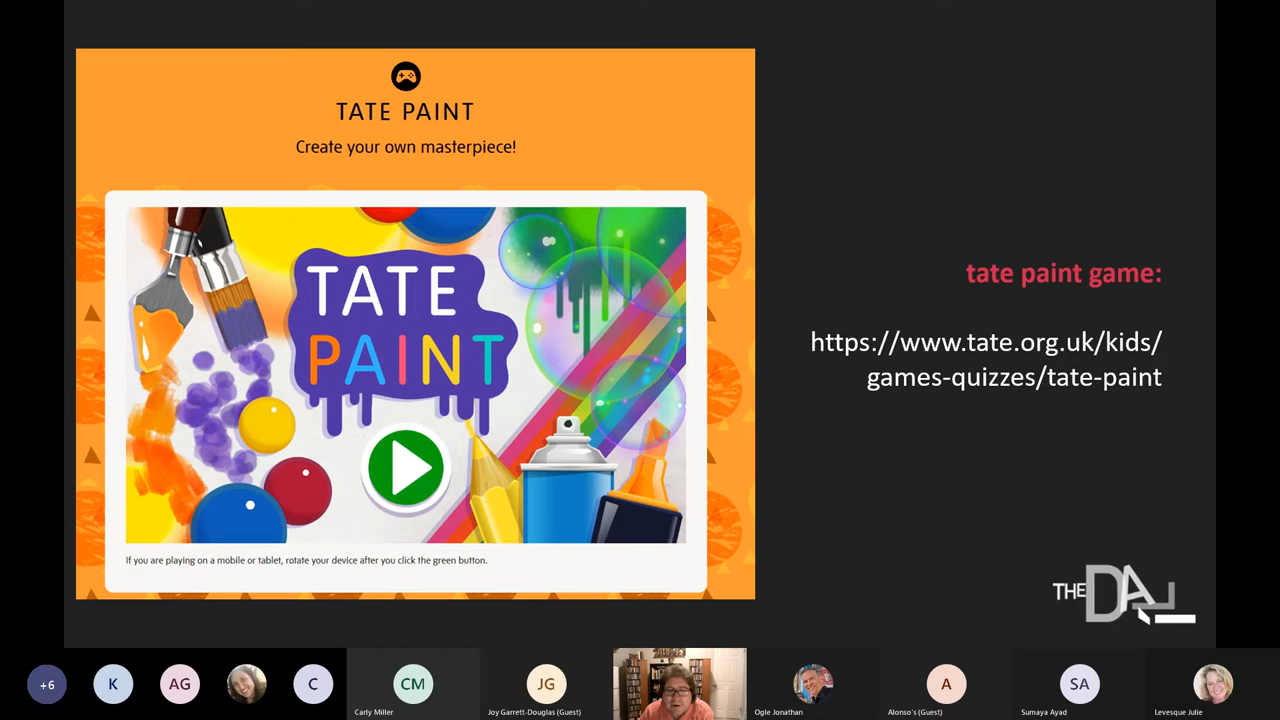 TATE PAINT
Create your own masterpiece!
TATE
PAINT
If you are playing on a mobile or tablet, rotate your device after you click the green button.
tate paint game:
https://www.tate.org.uk/kids/
games-quizzes/tate-paint
THE DALI
+6
K
AG
C
CM
JG
A
SA
Carly Miller
Joy Garrett-Douglas (Guest)
Ogle Jonathan
Alonso's (Guest)
Sumaya Ayad
Levesque Julie